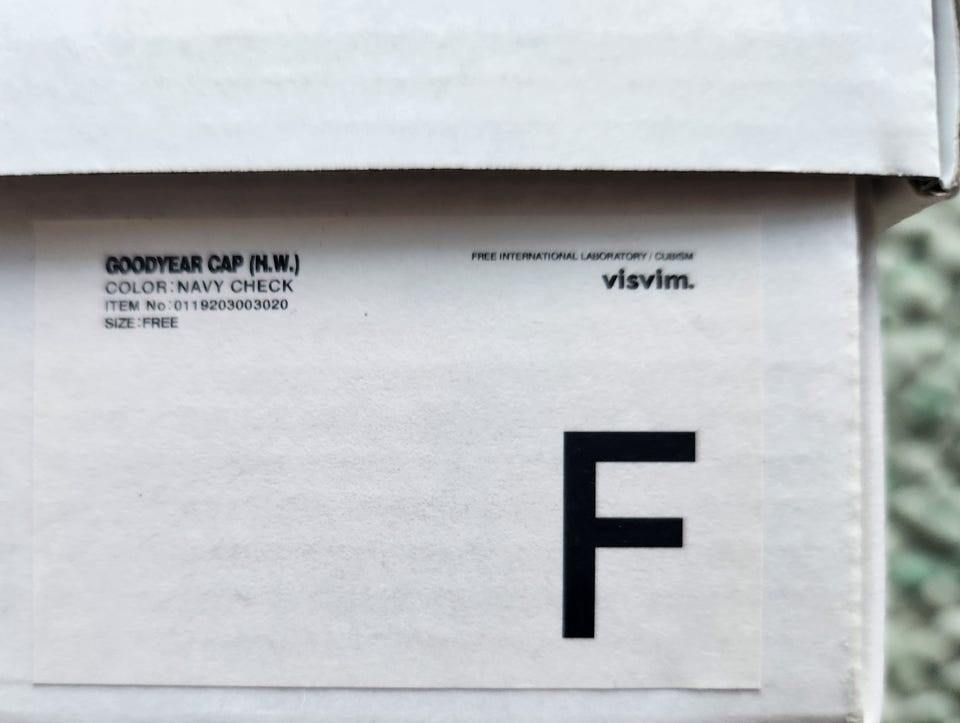 GOODYEAR CAP (H.W.)
COLOR:NAVY CHECK
ITEM No:0119203003020
SIZE:FREE
FREE INTERNATIONAL LABORATORY / CUBISM
visvim.
F